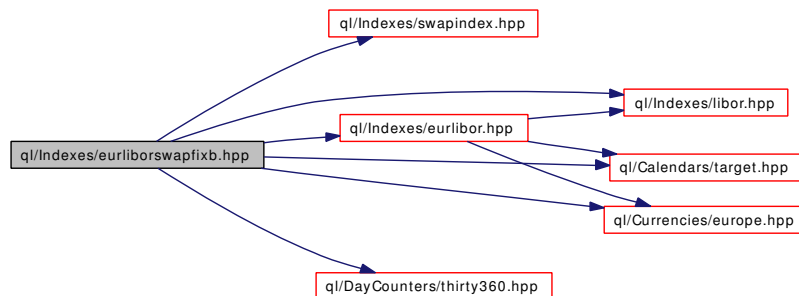 ql/Indexes/swapindex.hpp
ql/Indexes/libor.hpp
ql/Indexes/eurlibor.hpp
ql/Indexes/eurliborswapfixb.hpp
ql/Calendars/target.hpp
ql/Currencies/europe.hpp
ql/DayCounters/thirty360.hpp